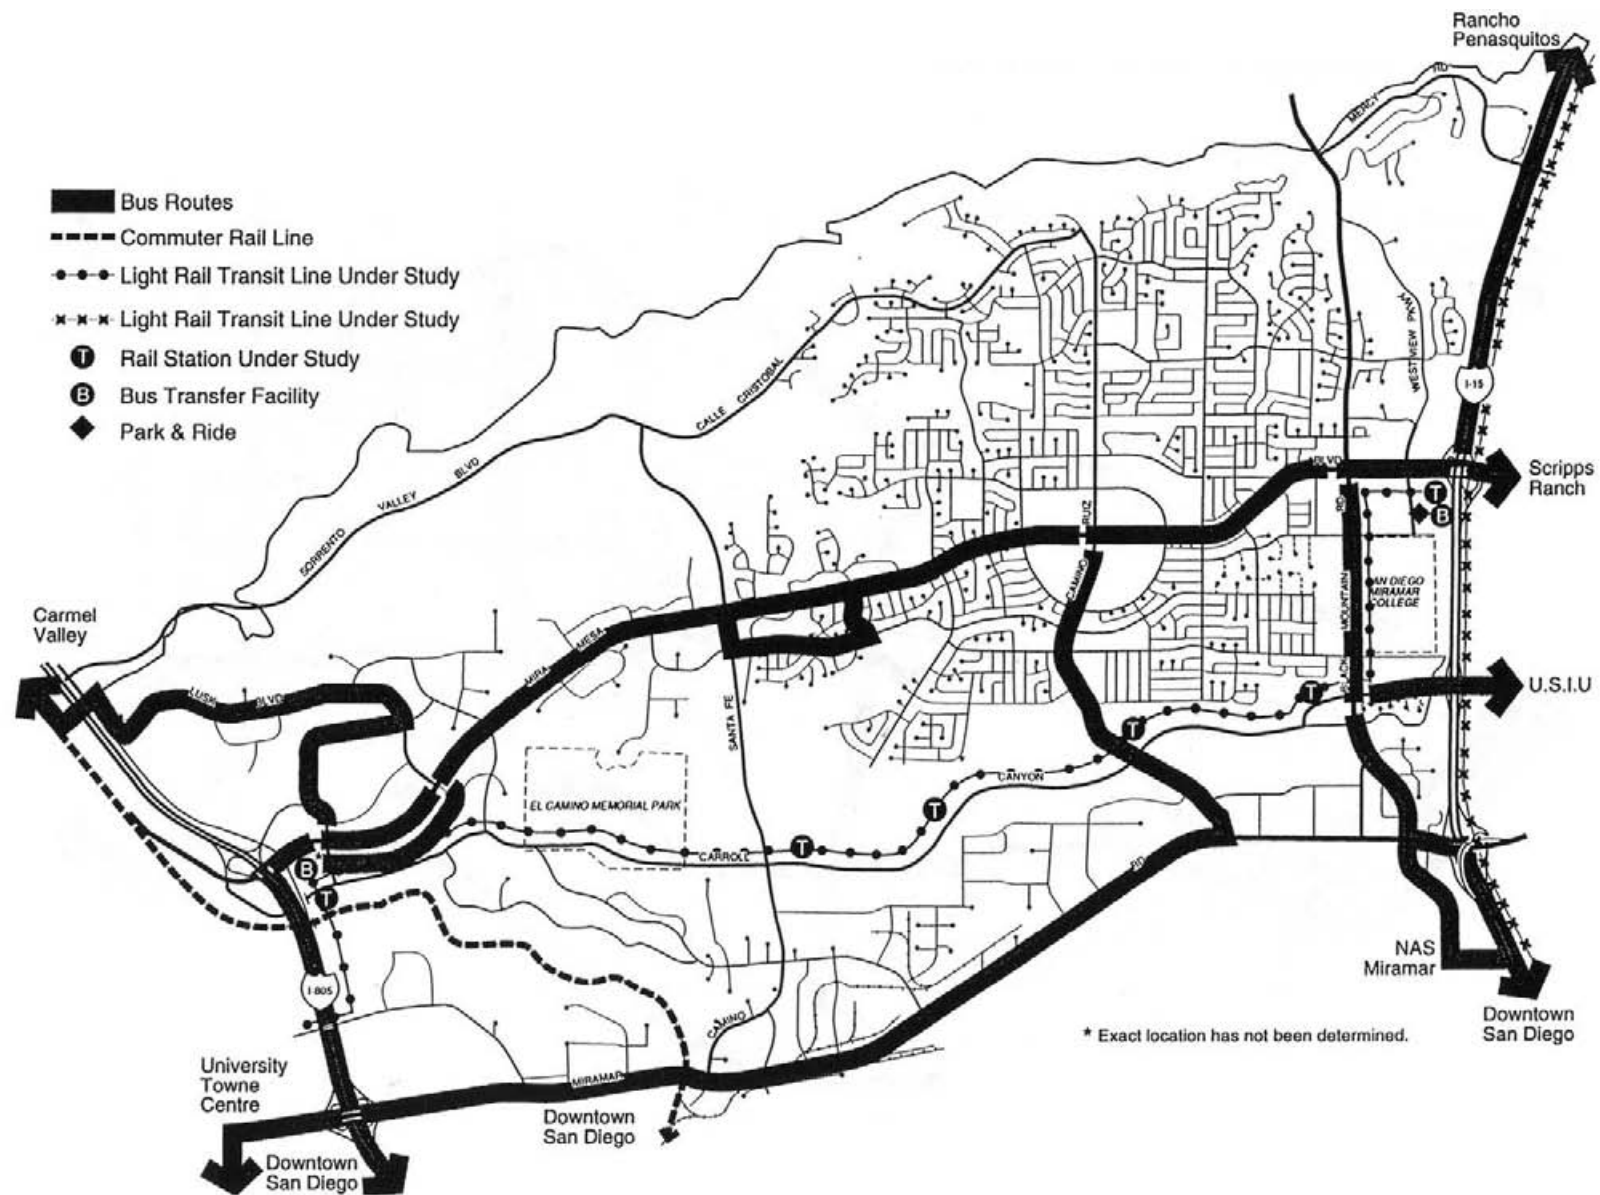 Rancho
Penasquitos
RD
MERCY
Bus Routes
Commuter Rail Line
Light Rail Transit Line Under Study
Light Rail Transit Line Under Study
T Rail Station Under Study
B Bus Transfer Facility
Park & Ride
WESTVIEW PKWY
I-15
CALLE CRISTOBAL
SORRENTO VALLEY BLVD
BLVD
Scripps
Ranch
T
B
RUIZ
CAMINO
RD
MOUNTAIN
BLACK
AN DIEGO
MIRAMAR
COLLEGE
Carmel
Valley
MIRA MESA
LUSK BLVD
SANTA FE
T
U.S.I.U
T
CANYON
EL CAMINO MEMORIAL PARK
T
T
CARROLL
RD
B
*
T
I-805
NAS
Miramar
CAMINO
Downtown
San Diego
* Exact location has not been determined.
University
Towne
Centre
MIRAMAR
Downtown
San Diego
Downtown
San Diego